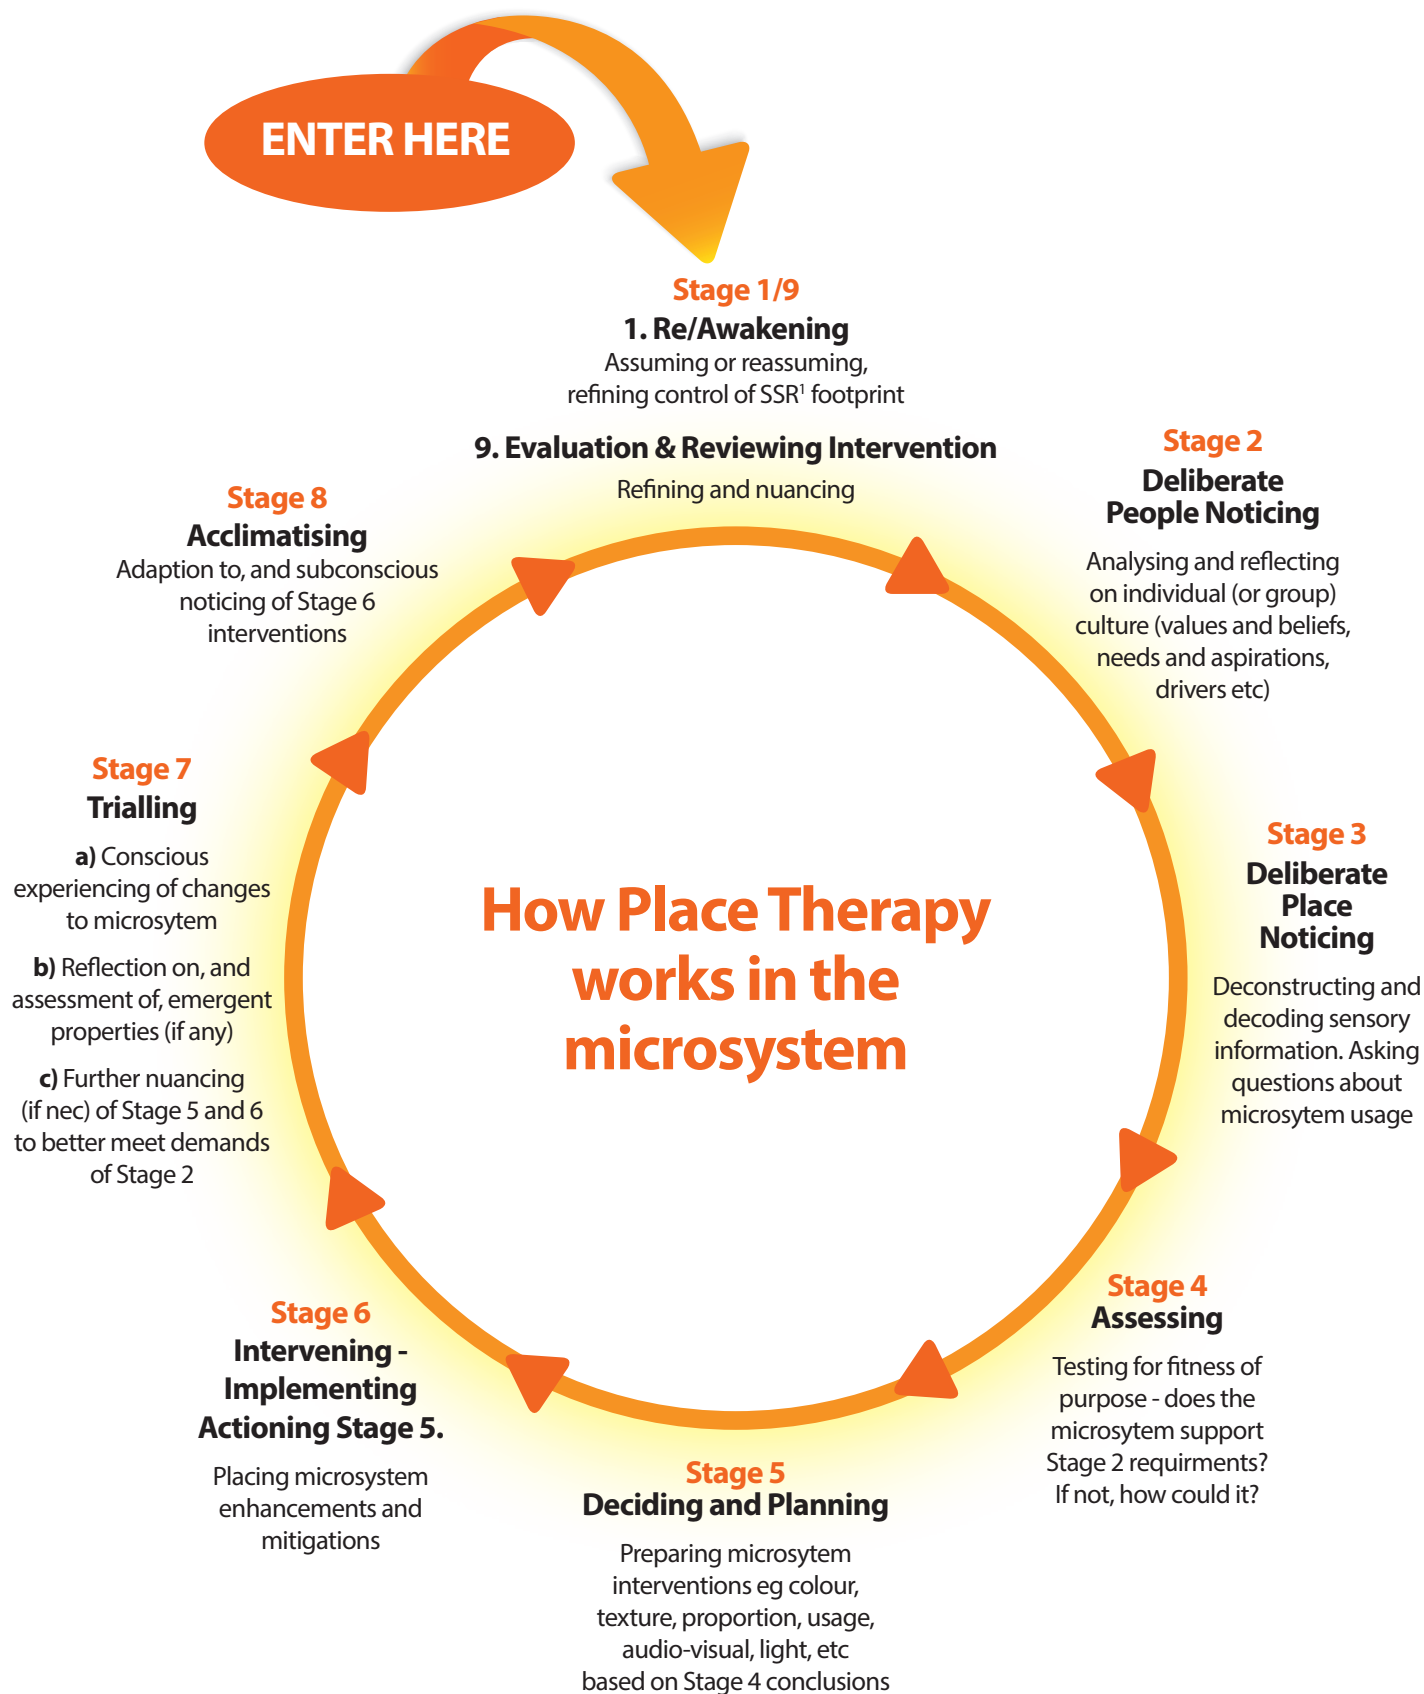 ENTER HERE
Stage 1/9
1. Re/Awakening
Assuming or reassuming,
refining control of SSR¹ footprint
9. Evaluation & Reviewing Intervention
Refining and nuancing
Stage 2
Deliberate
People Noticing
Analysing and reflecting
on individual (or group)
culture (values and beliefs,
needs and aspirations,
drivers etc)
Stage 3
Deliberate
Place
Noticing
Deconstructing and
decoding sensory
information. Asking
questions about
microsytem usage
Stage 4
Assessing
Testing for fitness of
purpose - does the
microsytem support
Stage 2 requirments?
If not, how could it?
Stage 5
Deciding and Planning
Preparing microsytem
interventions eg colour,
texture, proportion, usage,
audio-visual, light, etc
based on Stage 4 conclusions
Stage 6
Intervening -
Implementing
Actioning Stage 5.
Placing microsystem
enhancements and
mitigations
Stage 7
Trialling
a) Conscious
experiencing of changes
to microsytem
b) Reflection on, and
assessment of, emergent
properties (if any)
c) Further nuancing
(if nec) of Stage 5 and 6
to better meet demands
of Stage 2
Stage 8
Acclimatising
Adaption to, and subconscious
noticing of Stage 6
interventions
How Place Therapy
works in the
microsystem